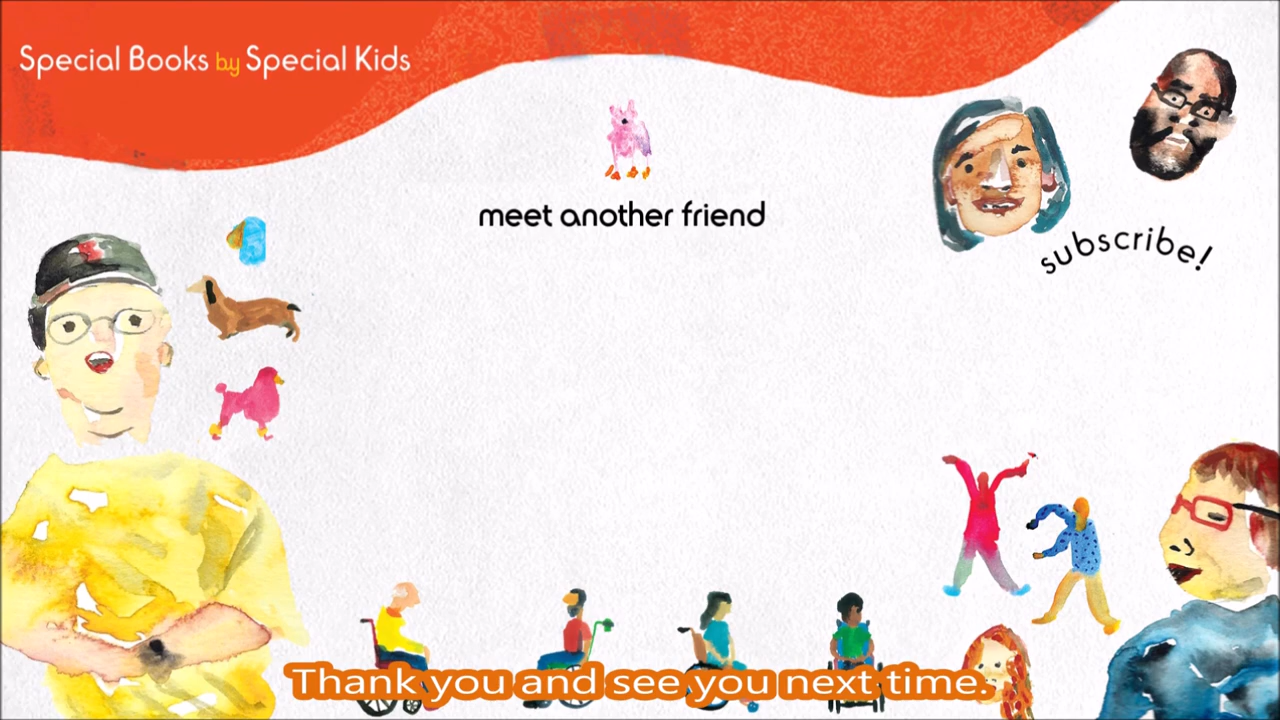 Special Books by Special Kids
meet another friend
subscribe!
Thank you and see you next time.